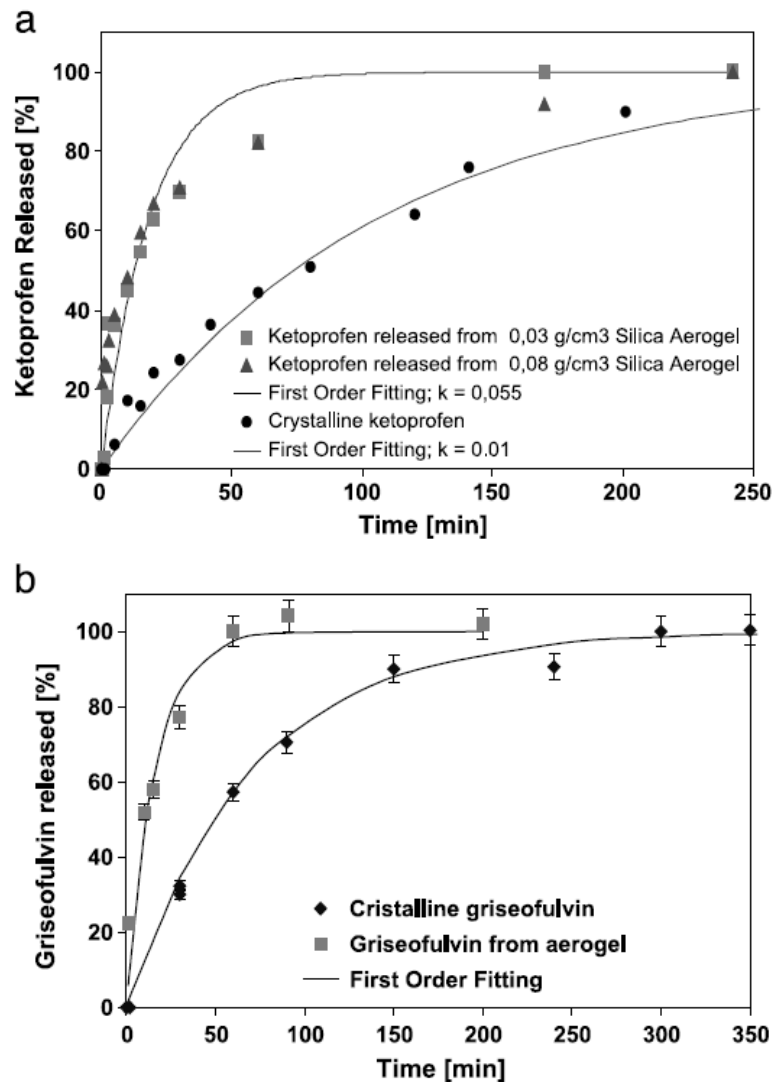 a
100
80
60
40
20
0
Ketoprofen Released [%]
Ketoprofen released from 0,03 g/cm3 Silica Aerogel
Ketoprofen released from 0,08 g/cm3 Silica Aerogel
First Order Fitting; k = 0,055
Crystalline ketoprofen
First Order Fitting; k = 0.01
0 50 100 150 200 250
Time [min]
b
100
80
60
40
20
0
Griseofulvin released [%]
Cristalline griseofulvin
Griseofulvin from aerogel
First Order Fitting
0 50 100 150 200 250 300 350
Time [min]